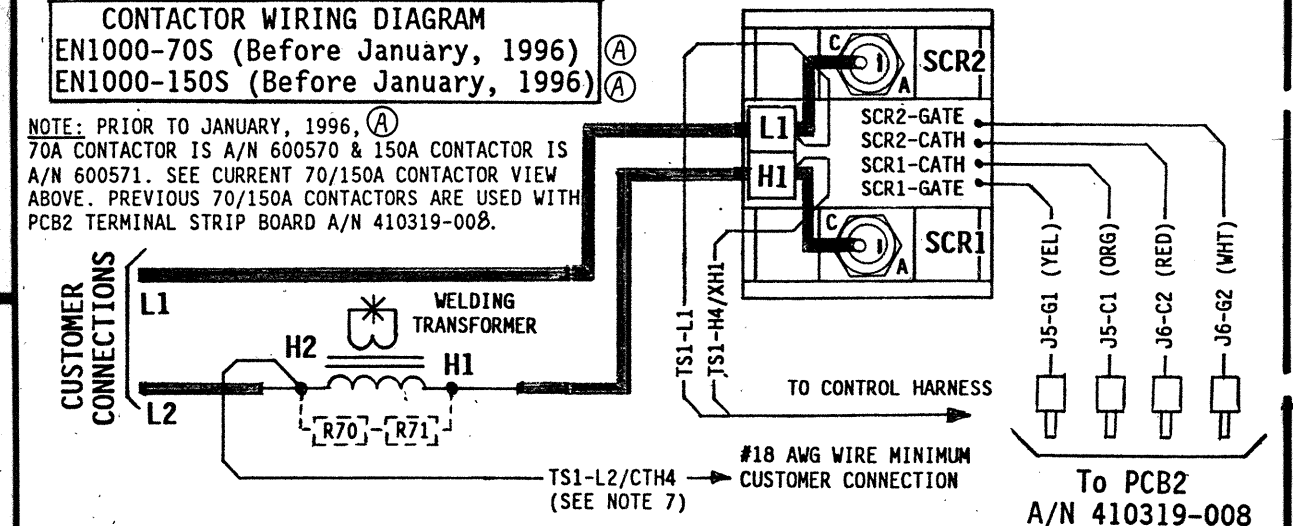 CONTACTOR WIRING DIAGRAM
EN1000-70S (Before January, 1996) (A)
EN1000-150S (Before January, 1996) (A)
NOTE: PRIOR TO JANUARY, 1996, (A)
70A CONTACTOR IS A/N 600570 & 150A CONTACTOR IS
A/N 600571. SEE CURRENT 70/150A CONTACTOR VIEW
ABOVE. PREVIOUS 70/150A CONTACTORS ARE USED WITH
PCB2 TERMINAL STRIP BOARD A/N 410319-008.
CUSTOMER
CONNECTIONS
L1
L2
WELDING
TRANSFORMER
H2
H1
R70
R71
TS1-L2/CTH4
(SEE NOTE 7)
#18 AWG WIRE MINIMUM
CUSTOMER CONNECTION
TO CONTROL HARNESS
TS1-L1
TS1-H4/XH1
C
A
SCR2
L1
H1
SCR2-GATE
SCR2-CATH
SCR1-CATH
SCR1-GATE
C
A
SCR1
J5-G1 (YEL)
J5-C1 (ORG)
J6-C2 (RED)
J6-G2 (WHT)
To PCB2
A/N 410319-008